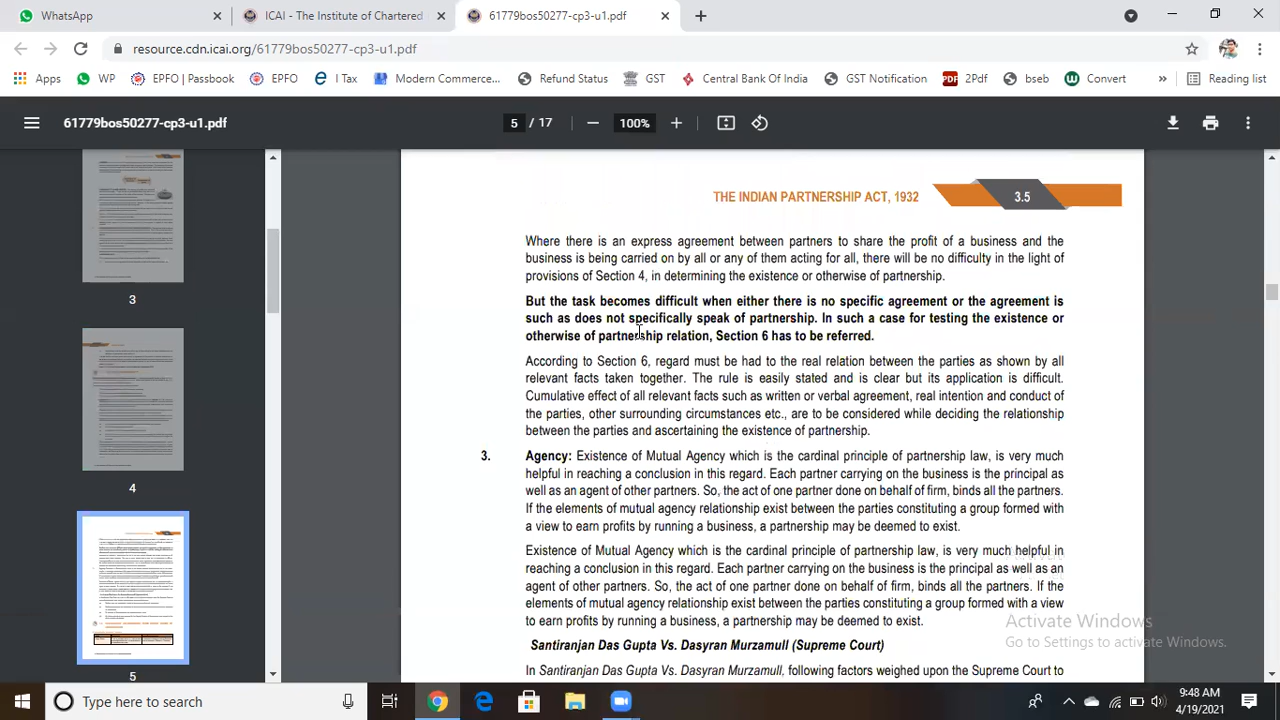 WhatsApp
ICAI - The Institute of Chartered
61779bos50277-cp3-u1.pdf
resource.cdn.icai.org/61779bos50277-cp3-u1.pdf
Apps
WP
EPFO | Passbook
EPFO
I Tax
Modern Commerce...
Refund Status
GST
Central Bank Of India
GST Notification
PDF
2Pdf
bseb
Convert
»
Reading list
61779bos50277-cp3-u1.pdf
5 / 17
100%
3
4
5
THE INDIAN PARTNERSHIP ACT, 1932
3.5
Where there is an express agreement between partners to share the profit of a business and the
business is being carried on by all or any of them acting for all, there will be no difficulty in the light of
provisions of Section 4, in determining the existence or otherwise of partnership.
But the task becomes difficult when either there is no specific agreement or the agreement is
such as does not specifically speak of partnership. In such a case for testing the existence or
otherwise of partnership relation, Section 6 has to be referred.
According to Section 6, regard must be had to the real relation between the parties as shown by all
relevant facts taken together. The rule is easily stated and is clear but its application is difficult.
Cumulative effect of all relevant facts such as written or verbal agreement, real intention and conduct of
the parties, other surrounding circumstances etc., are to be considered while deciding the relationship
between the parties and ascertaining the existence of partnership.
3. Agency: Existence of Mutual Agency which is the cardinal principle of partnership law, is very much
helpful in reaching a conclusion in this regard. Each partner carrying on the business is the principal as
well as an agent of other partners. So, the act of one partner done on behalf of firm, binds all the partners.
If the elements of mutual agency relationship exist between the parties constituting a group formed with
a view to earn profits by running a business, a partnership may be deemed to exist.
Existence of Mutual Agency which is the cardinal principle of partnership law, is very much helpful in
reaching a conclusion in this regard. Each partner carrying on the business is the principal as well as an
agent of other partners. So, the act of one partner done on behalf of firm, binds all the partners. If the
elements of mutual agency relationship exist between the parties constituting a group formed with a view
to earn profits by running a business, a partnership may be deemed to exist.
Santiranjan Das Gupta Vs. Dasyran Murzamull (Supreme Court)
In Santiranjan Das Gupta Vs. Dasyran Murzamull, following factors weighed upon the Supreme Court to
Activate Windows
Go to Settings to activate Windows.
Type here to search
9:48 AM
4/19/2021